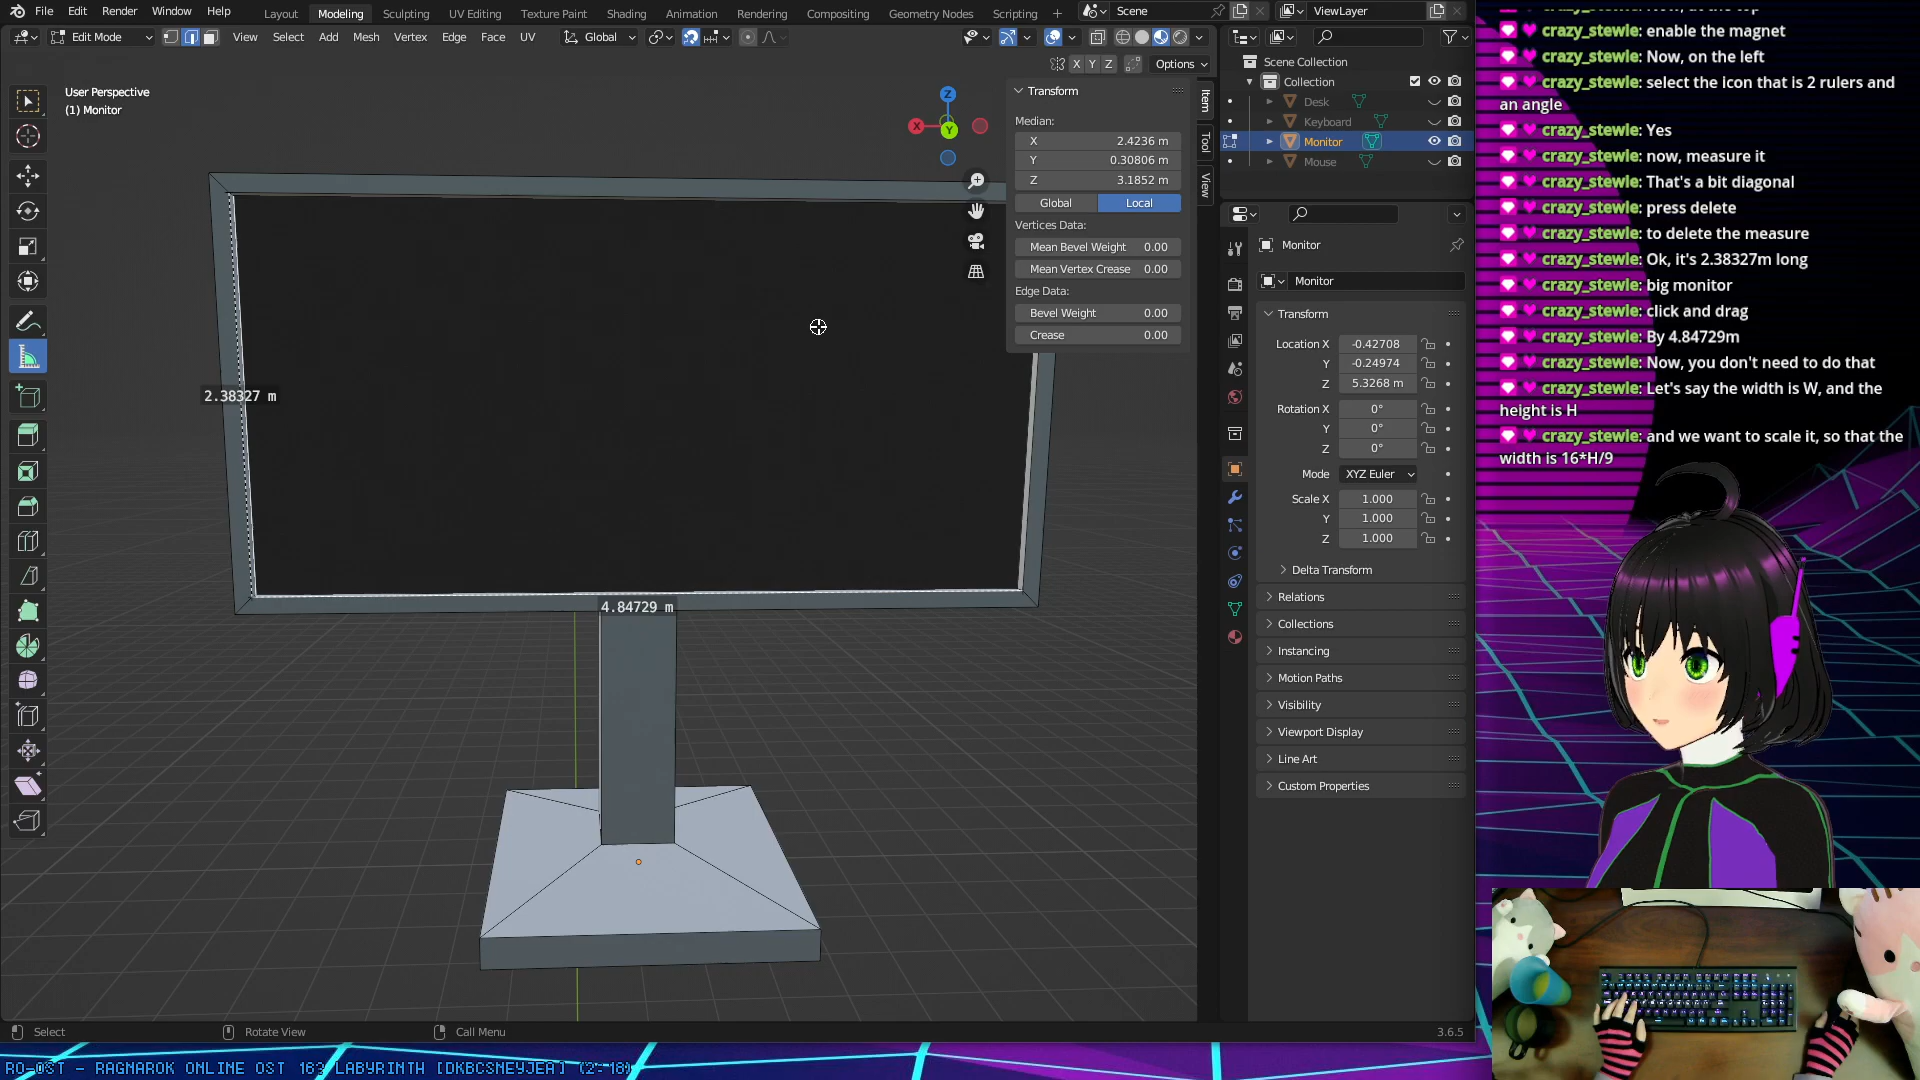 File Edit Render Window Help Layout Modeling Sculpting UV Editing Texture Paint Shading Animation Rendering Compositing Geometry Nodes Scripting + Scene ViewLayer
Edit Mode View Select Add Mesh Vertex Edge Face UV Global
X Y Z Options
User Perspective
(1) Monitor
Z
X
Y
Transform
Median:
X 2.4236 m
Y 0.30806 m
Z 3.1852 m
Global Local
Vertices Data:
Mean Bevel Weight 0.00
Mean Vertex Crease 0.00
Edge Data:
Bevel Weight 0.00
Crease 0.00
Item
Tool
View
2.38327 m
4.84729 m
Scene Collection
Collection
Desk
Keyboard
Monitor
Mouse
Monitor
Monitor
Transform
Location X -0.42708
Y -0.24974
Z 5.3268 m
Rotation X 0°
Y 0°
Z 0°
Mode XYZ Euler
Scale X 1.000
Y 1.000
Z 1.000
Delta Transform
Relations
Collections
Instancing
Motion Paths
Visibility
Viewport Display
Line Art
Custom Properties
Select Rotate View Call Menu 3.6.5
crazy_stewie: enable the magnet
crazy_stewie: Now, on the left
crazy_stewie: select the icon that is 2 rulers and
an angle
crazy_stewie: Yes
crazy_stewie: now, measure it
crazy_stewie: That's a bit diagonal
crazy_stewie: press delete
crazy_stewie: to delete the measure
crazy_stewie: Ok, it's 2.38327m long
crazy_stewie: big monitor
crazy_stewie: click and drag
crazy_stewie: By 4.84729m
crazy_stewie: Now, you don't need to do that
crazy_stewie: Let's say the width is W, and the
height is H
crazy_stewie: and we want to scale it, so that the
width is 16*H/9
RO-OST - RAGNAROK ONLINE OST 163 LABYRINTH [DKBCSNEYJEA] (2:18)